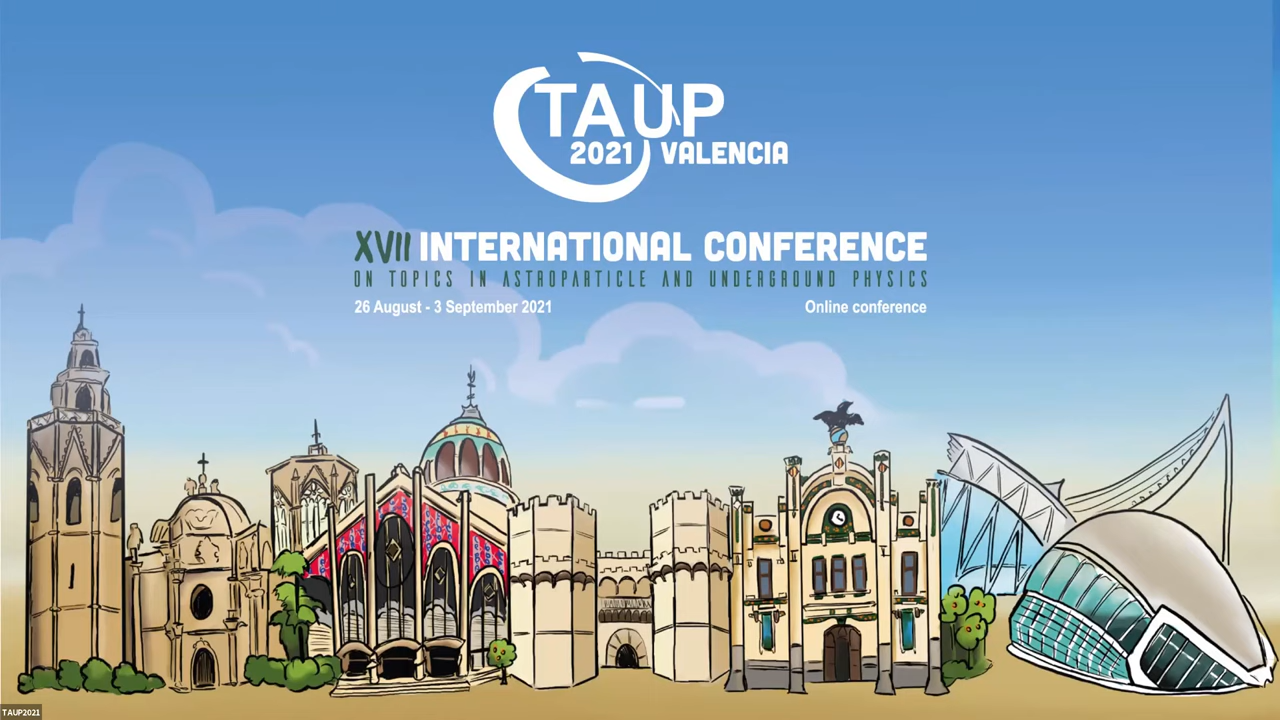 TAUP
2021 VALENCIA
XVII INTERNATIONAL CONFERENCE
ON TOPICS IN ASTROPARTICLE AND UNDERGROUND PHYSICS
26 August - 3 September 2021 Online conference
TAUP2021